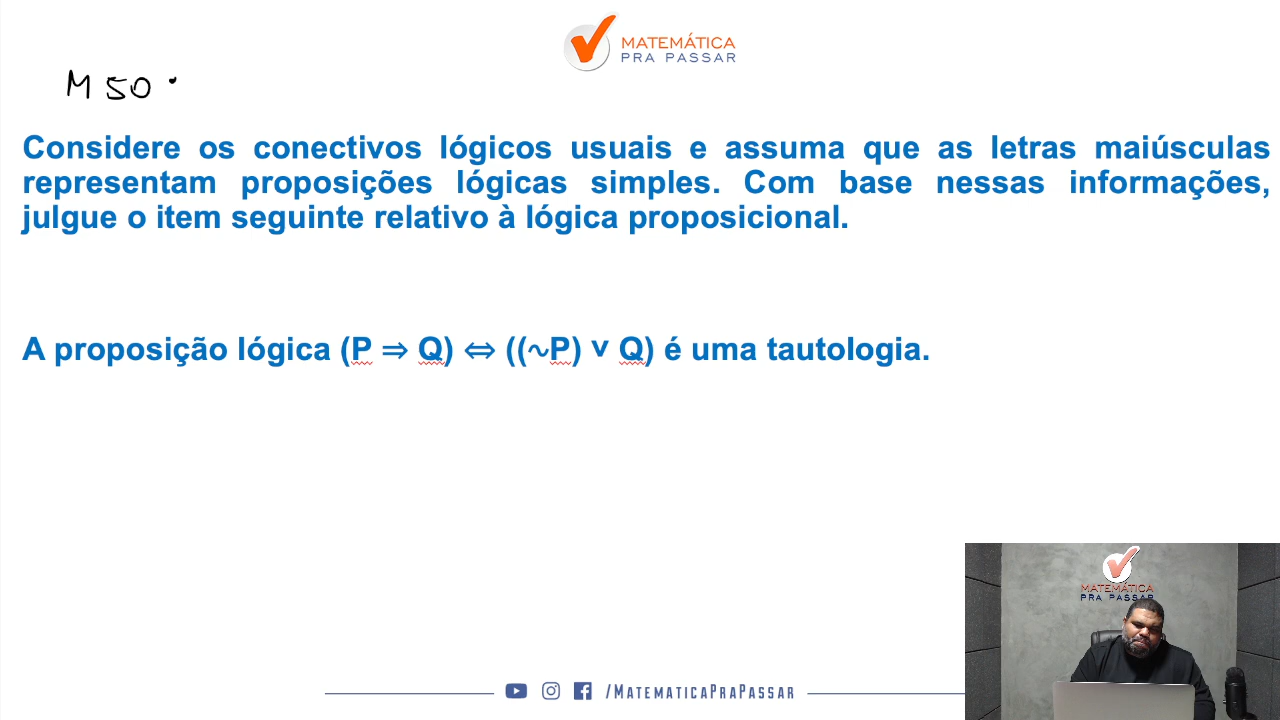 MATEMÁTICA
PRA PASSAR
M 50 •
Considere os conectivos lógicos usuais e assuma que as letras maiúsculas
representam proposições lógicas simples. Com base nessas informações,
julgue o item seguinte relativo à lógica proposicional.
A proposição lógica (P ⇒ Q) ⇔ ((~P) ∨ Q) é uma tautologia.
MATEMÁTICA
PRA PASSAR
/MATEMATICAPRAPASSAR